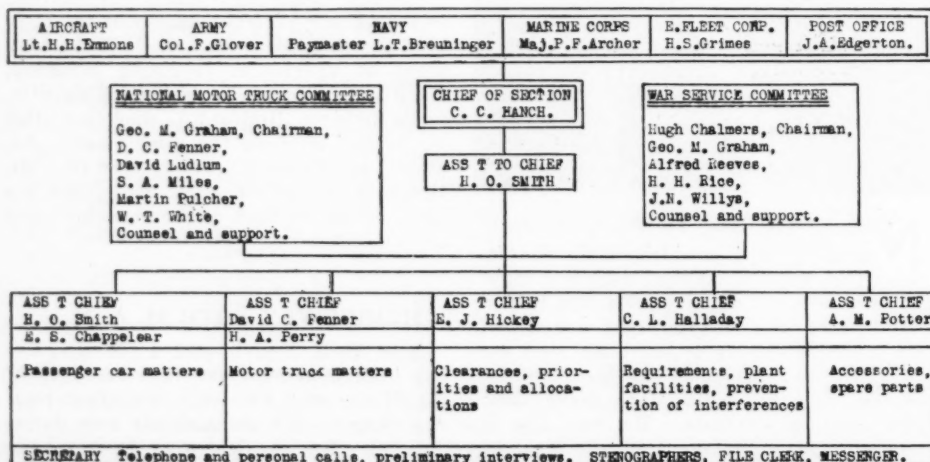 AIRCRAFT
Lt.H.H.Emmons
ARMY
Col.F.Glover
NAVY
Paymaster L.T.Breuninger
MARINE CORPS
Maj.P.F.Archer
E.FLEET CORP.
H.S.Grimes
POST OFFICE
J.A.Edgerton.
NATIONAL MOTOR TRUCK COMMITTEE
Geo. M. Graham, Chairman,
D. C. Fenner,
David Ludlum,
S. A. Miles,
Martin Pulcher,
W. T. White,
Counsel and support.
CHIEF OF SECTION
C. C. HANCH.
ASS T TO CHIEF
H. O. SMITH
WAR SERVICE COMMITTEE
Hugh Chalmers, Chairman,
Geo. M. Graham,
Alfred Reeves,
H. H. Rice,
J.N. Willys,
Counsel and support.
ASS T CHIEF
H. O. Smith
E. S. Chappelear
Passenger car matters
ASS T CHIEF
David C. Fenner
H. A. Perry
Motor truck matters
ASS T CHIEF
E. J. Hickey
Clearances, prior-
ities and alloca-
tions
ASS T CHIEF
C. L. Halladay
Requirements, plant
facilities, preven-
tion of interferences
ASS T CHIEF
A. M. Potter
Accessories,
spare parts
SECRETARY Telephone and personal calls, preliminary interviews. STENOGRAPHERS, FILE CLERK, MESSENGER.